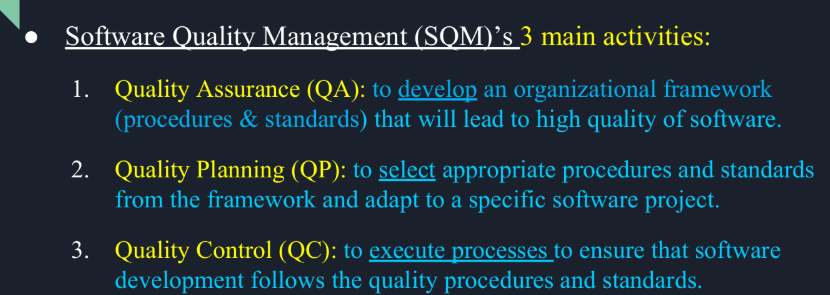 ● Software Quality Management (SQM)’s 3 main activities:
1. Quality Assurance (QA): to develop an organizational framework
(procedures & standards) that will lead to high quality of software.
2. Quality Planning (QP): to select appropriate procedures and standards
from the framework and adapt to a specific software project.
3. Quality Control (QC): to execute processes to ensure that software
development follows the quality procedures and standards.